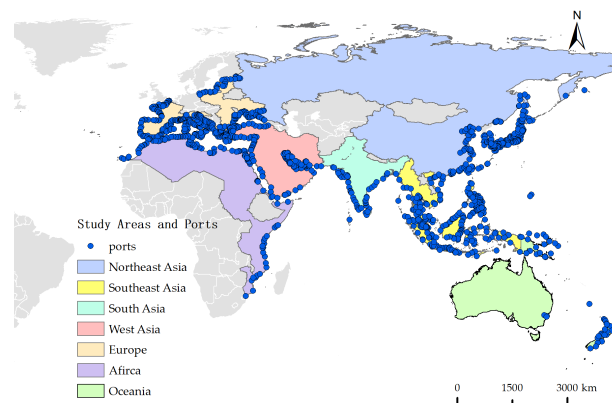 N
Study Areas and Ports
ports
Northeast Asia
Southeast Asia
South Asia
West Asia
Europe
Afirca
Oceania
0 1500 3000 km